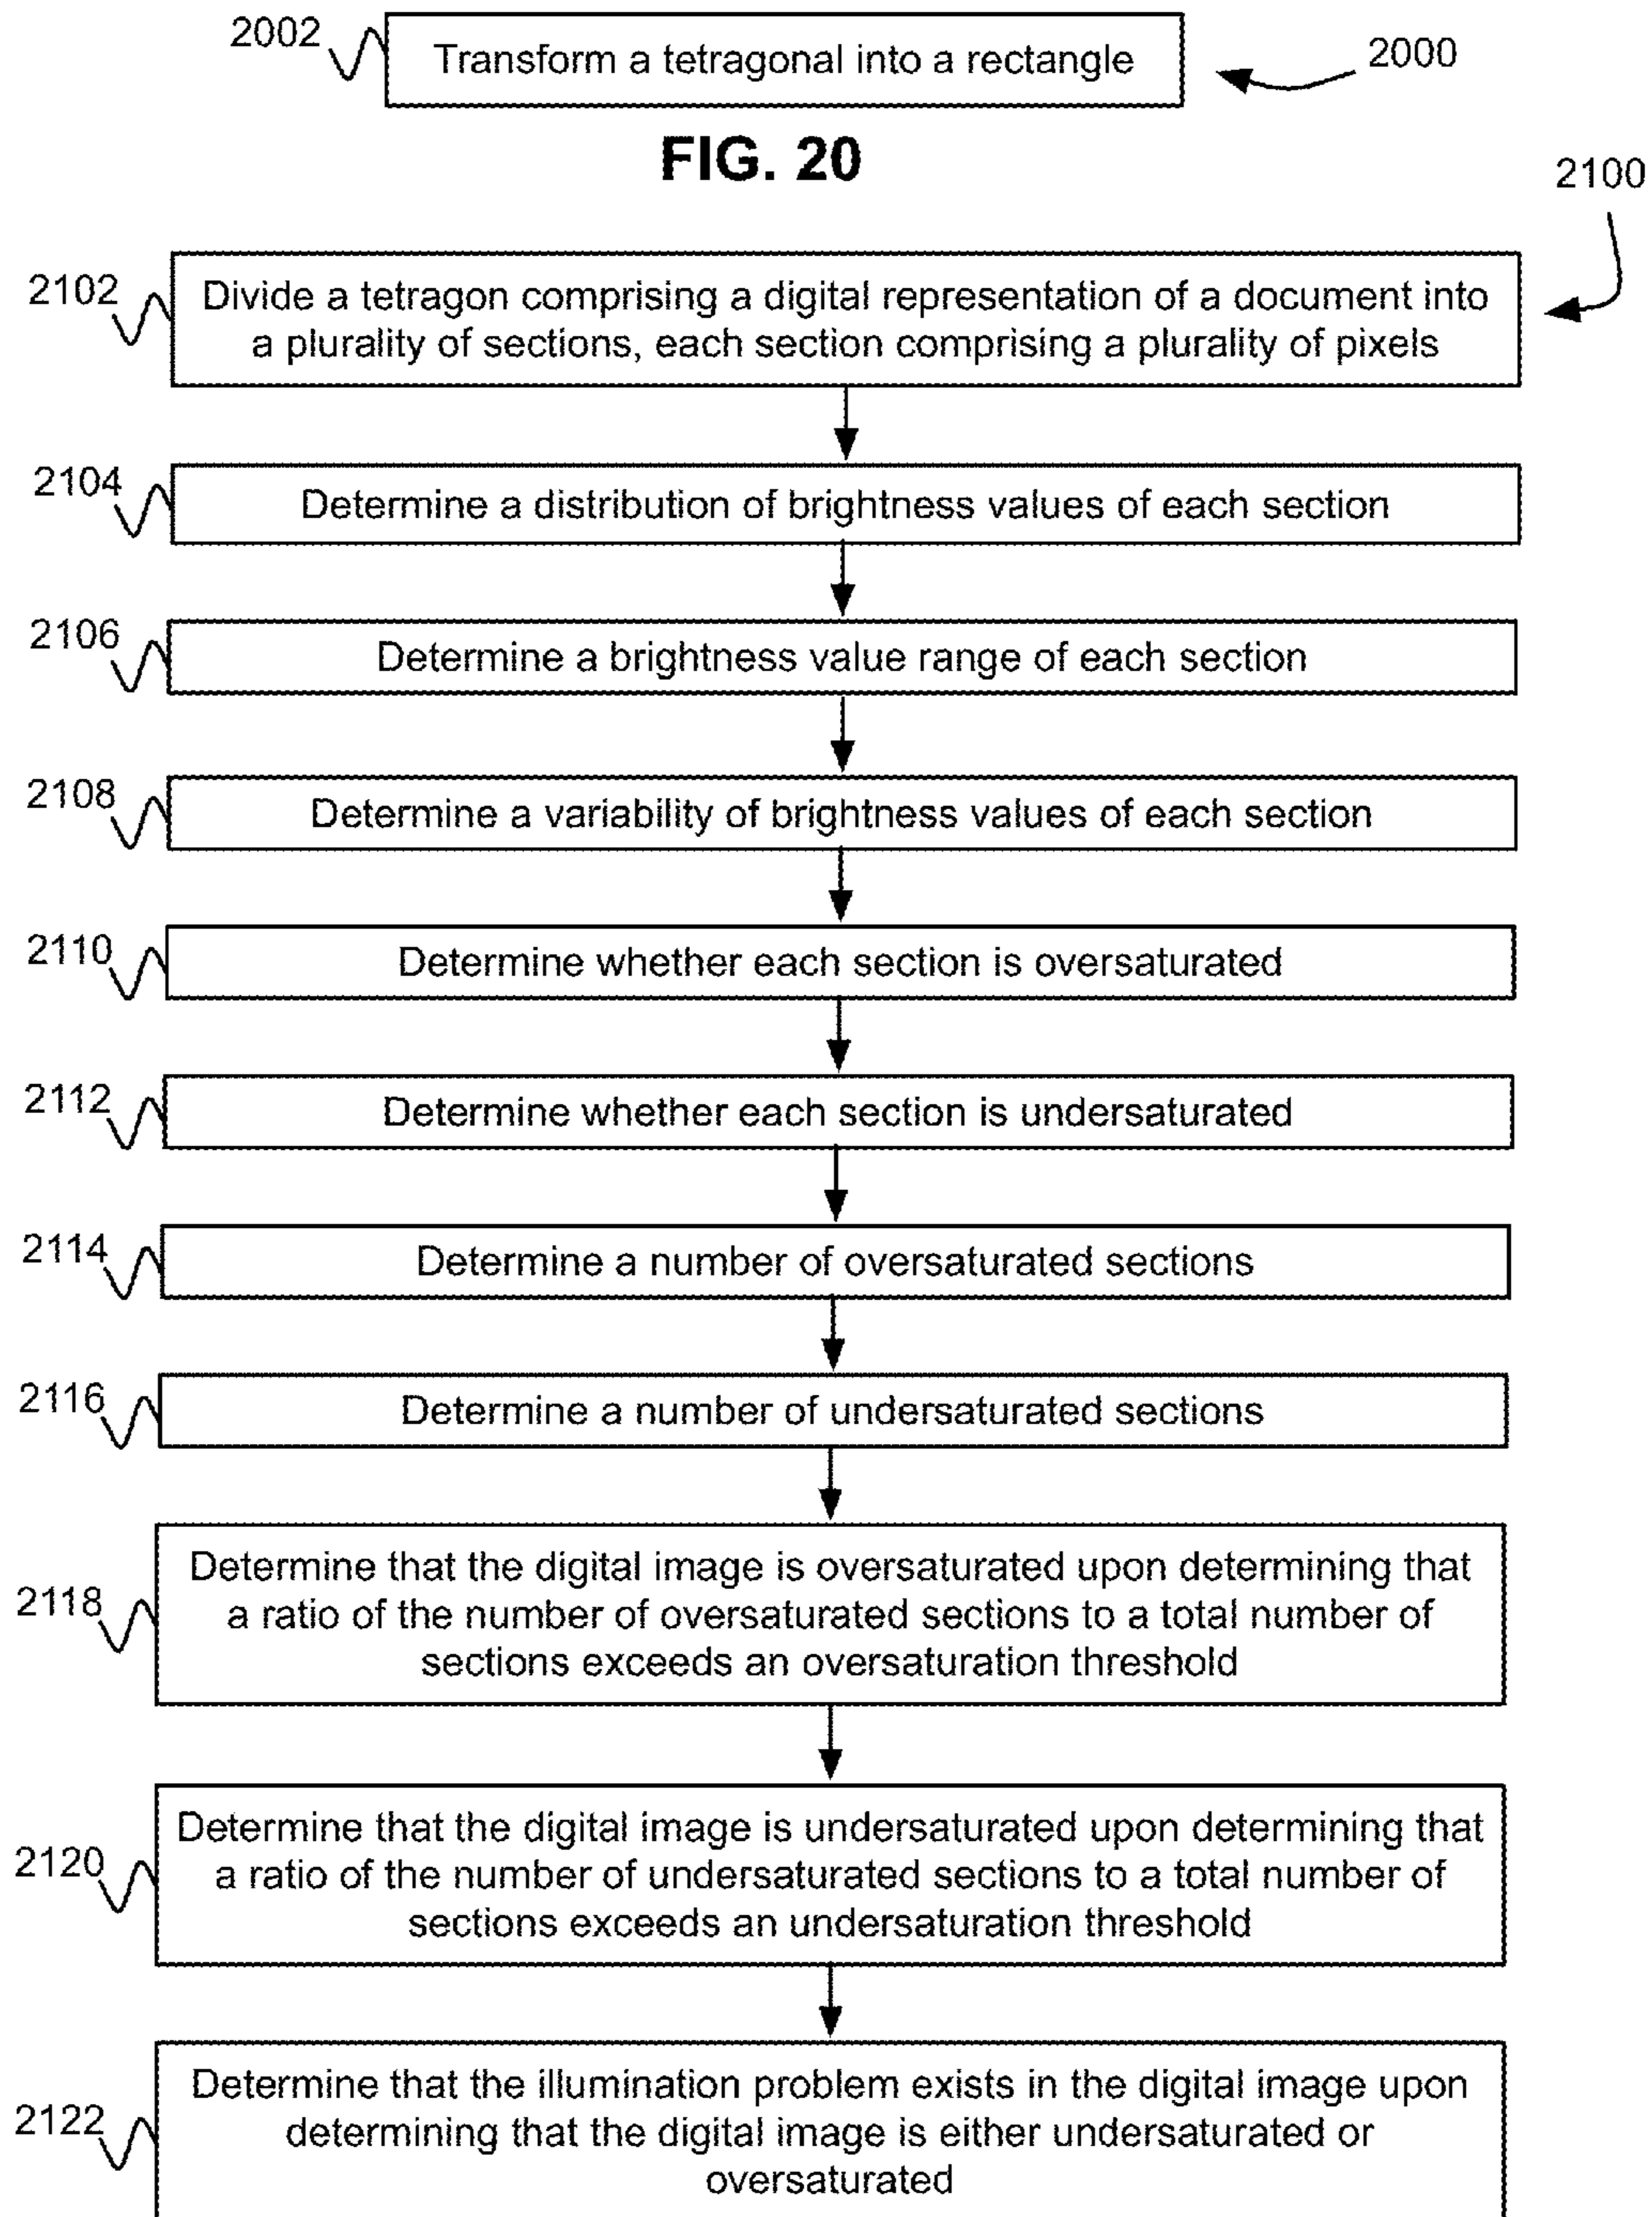 2002
Transform a tetragonal into a rectangle
2000
FIG. 20
2100
2102
Divide a tetragon comprising a digital representation of a document into
a plurality of sections, each section comprising a plurality of pixels
2104
Determine a distribution of brightness values of each section
2106
Determine a brightness value range of each section
2108
Determine a variability of brightness values of each section
2110
Determine whether each section is oversaturated
2112
Determine whether each section is undersaturated
2114
Determine a number of oversaturated sections
2116
Determine a number of undersaturated sections
2118
Determine that the digital image is oversaturated upon determining that
a ratio of the number of oversaturated sections to a total number of
sections exceeds an oversaturation threshold
2120
Determine that the digital image is undersaturated upon determining that
a ratio of the number of undersaturated sections to a total number of
sections exceeds an undersaturation threshold
2122
Determine that the illumination problem exists in the digital image upon
determining that the digital image is either undersaturated or
oversaturated